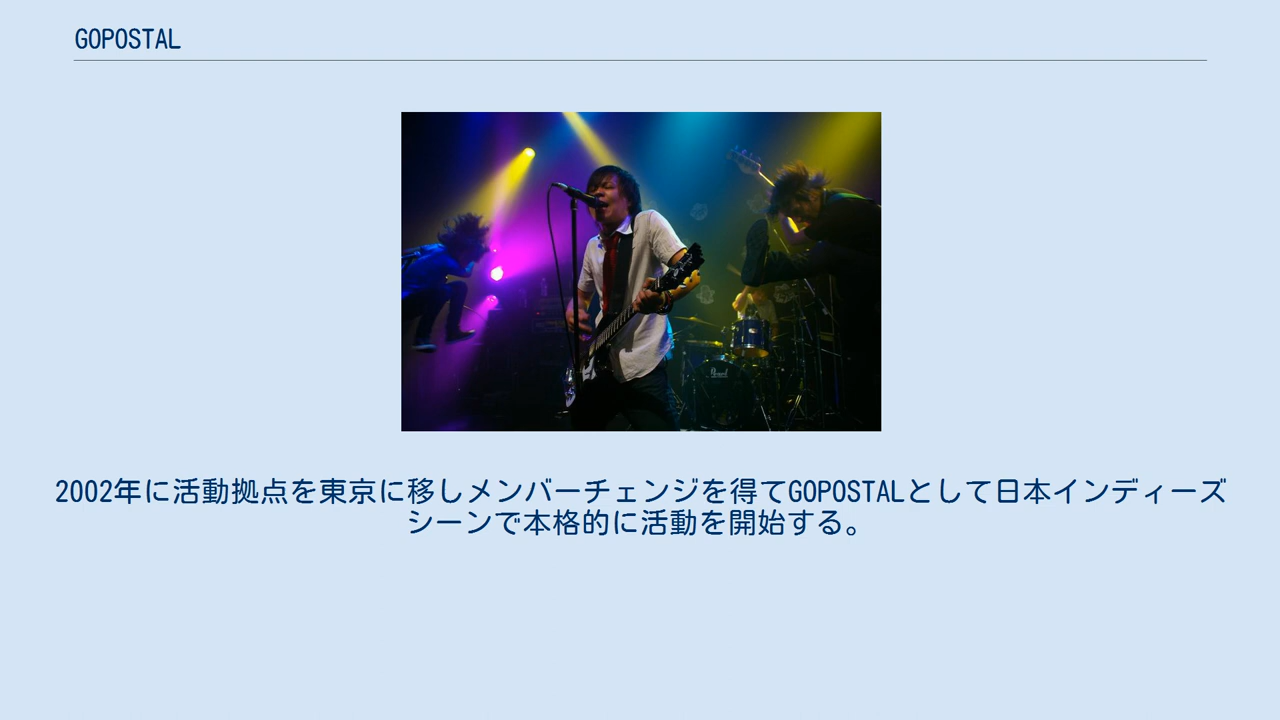 GOPOSTAL
2002年に活動拠点を東京に移しメンバーチェンジを得てGOPOSTALとして日本インディーズ
シーンで本格的に活動を開始する。
Pearl